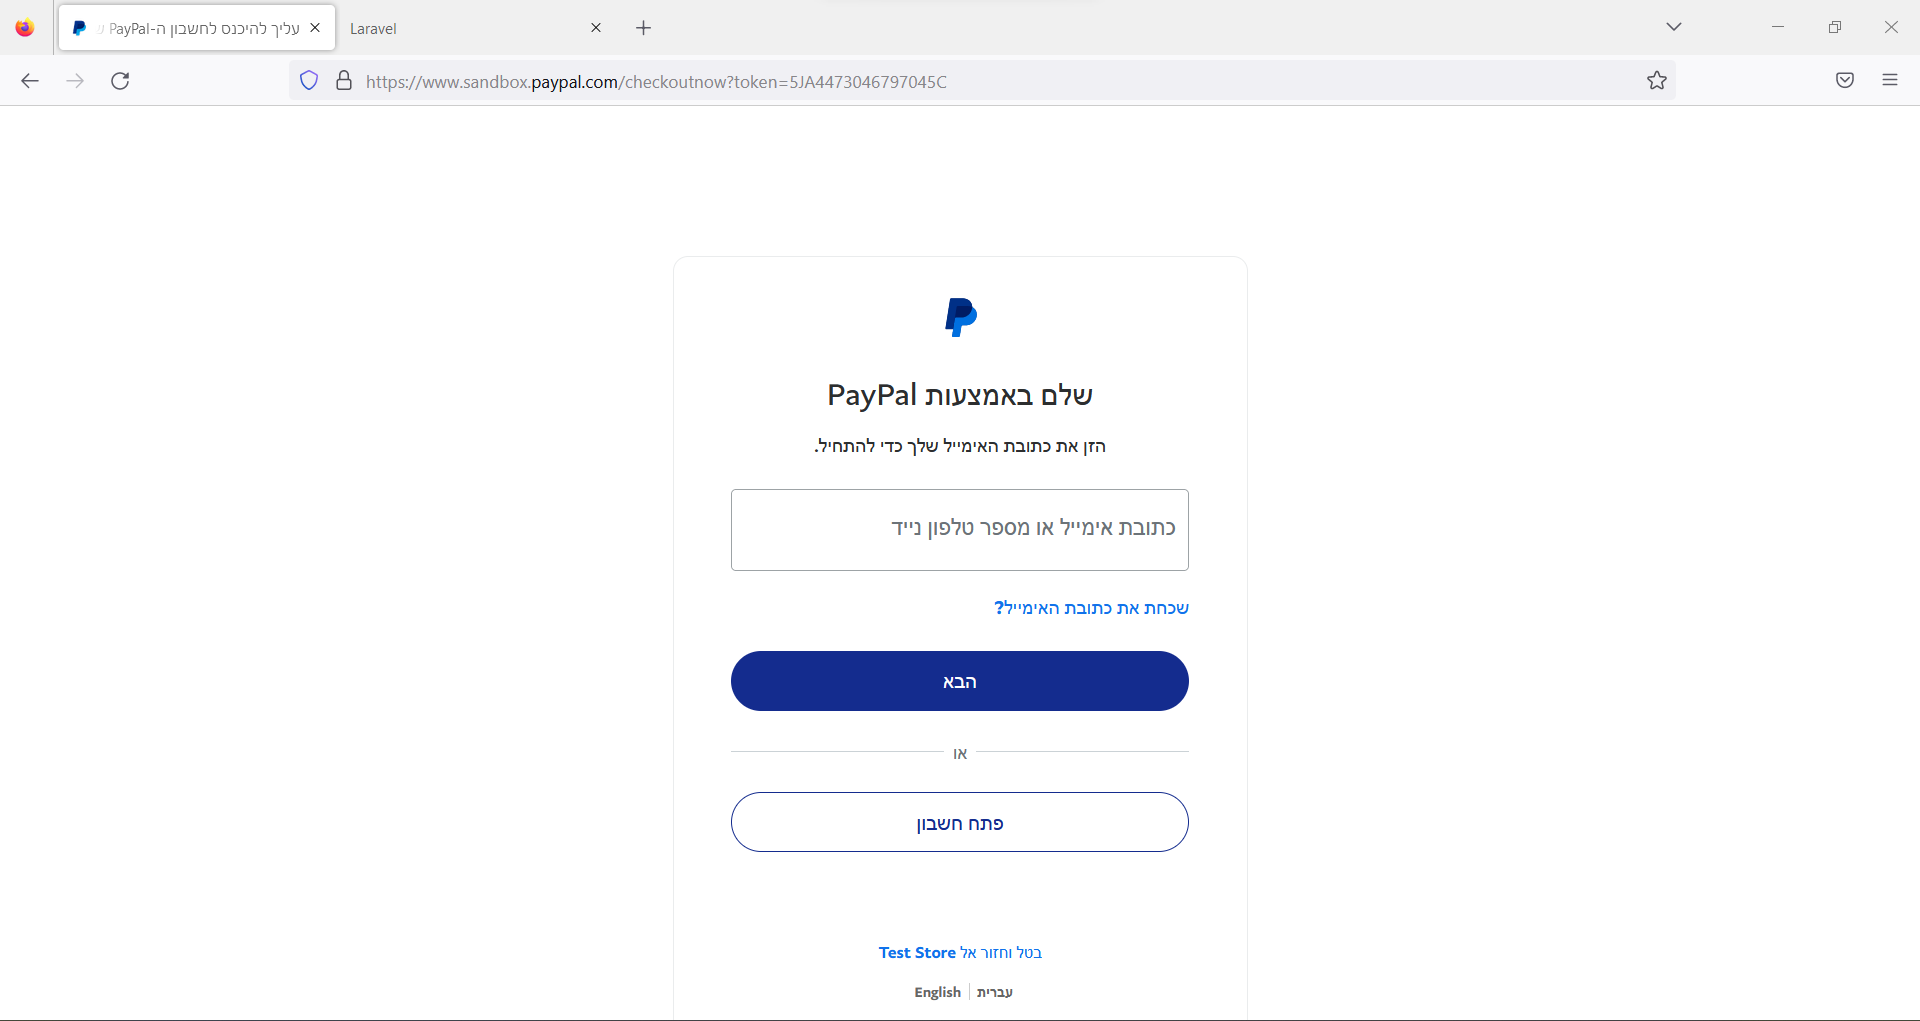 עליך להיכנס לחשבון ה-PayPal ש
Laravel
https://www.sandbox.paypal.com/checkoutnow?token=5JA4473046797045C
שלם באמצעות PayPal
הזן את כתובת האימייל שלך כדי להתחיל.
כתובת אימייל או מספר טלפון נייד
שכחת את כתובת האימייל?
הבא
או
פתח חשבון
בטל וחזור אל Test Store
English | עברית